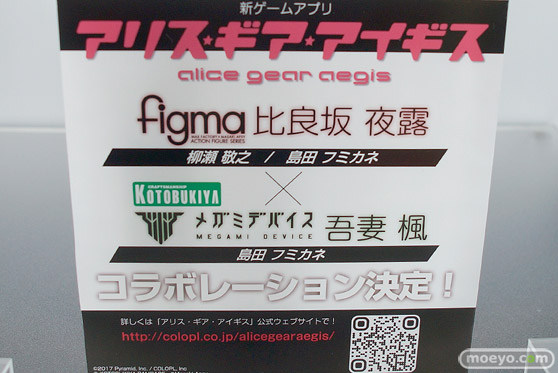 新ゲームアプリ
アリス★ギア★アイギス
alice gear aegis
figma 比良坂 夜露
MAX FACTORY & MASAKI APSY
ACTION FIGURE SERIES
柳瀬 敬之 / 島田 フミカネ
×
CRAFTSMANSHIP
KOTOBUKIYA
メガミデバイス 吾妻 楓
MEGAMI DEVICE
島田 フミカネ
コラボレーション決定！
詳しくは「アリス・ギア・アイギス」公式ウェブサイトで！
http://colopl.co.jp/alicegearaegis/
©2017 Pyramid, Inc. / COLOPL, Inc.
moeyo.com